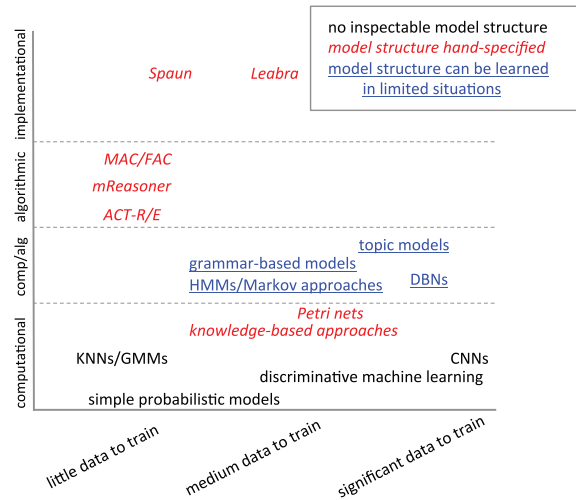 no inspectable model structure
model structure hand-specified
model structure can be learned
in limited situations
implementational
Spaun
Leabra
algorithmic
MAC/FAC
mReasoner
ACT-R/E
comp/alg
topic models
grammar-based models
HMMs/Markov approaches
DBNs
computational
Petri nets
knowledge-based approaches
KNNs/GMMs
CNNs
discriminative machine learning
simple probabilistic models
little data to train
medium data to train
significant data to train